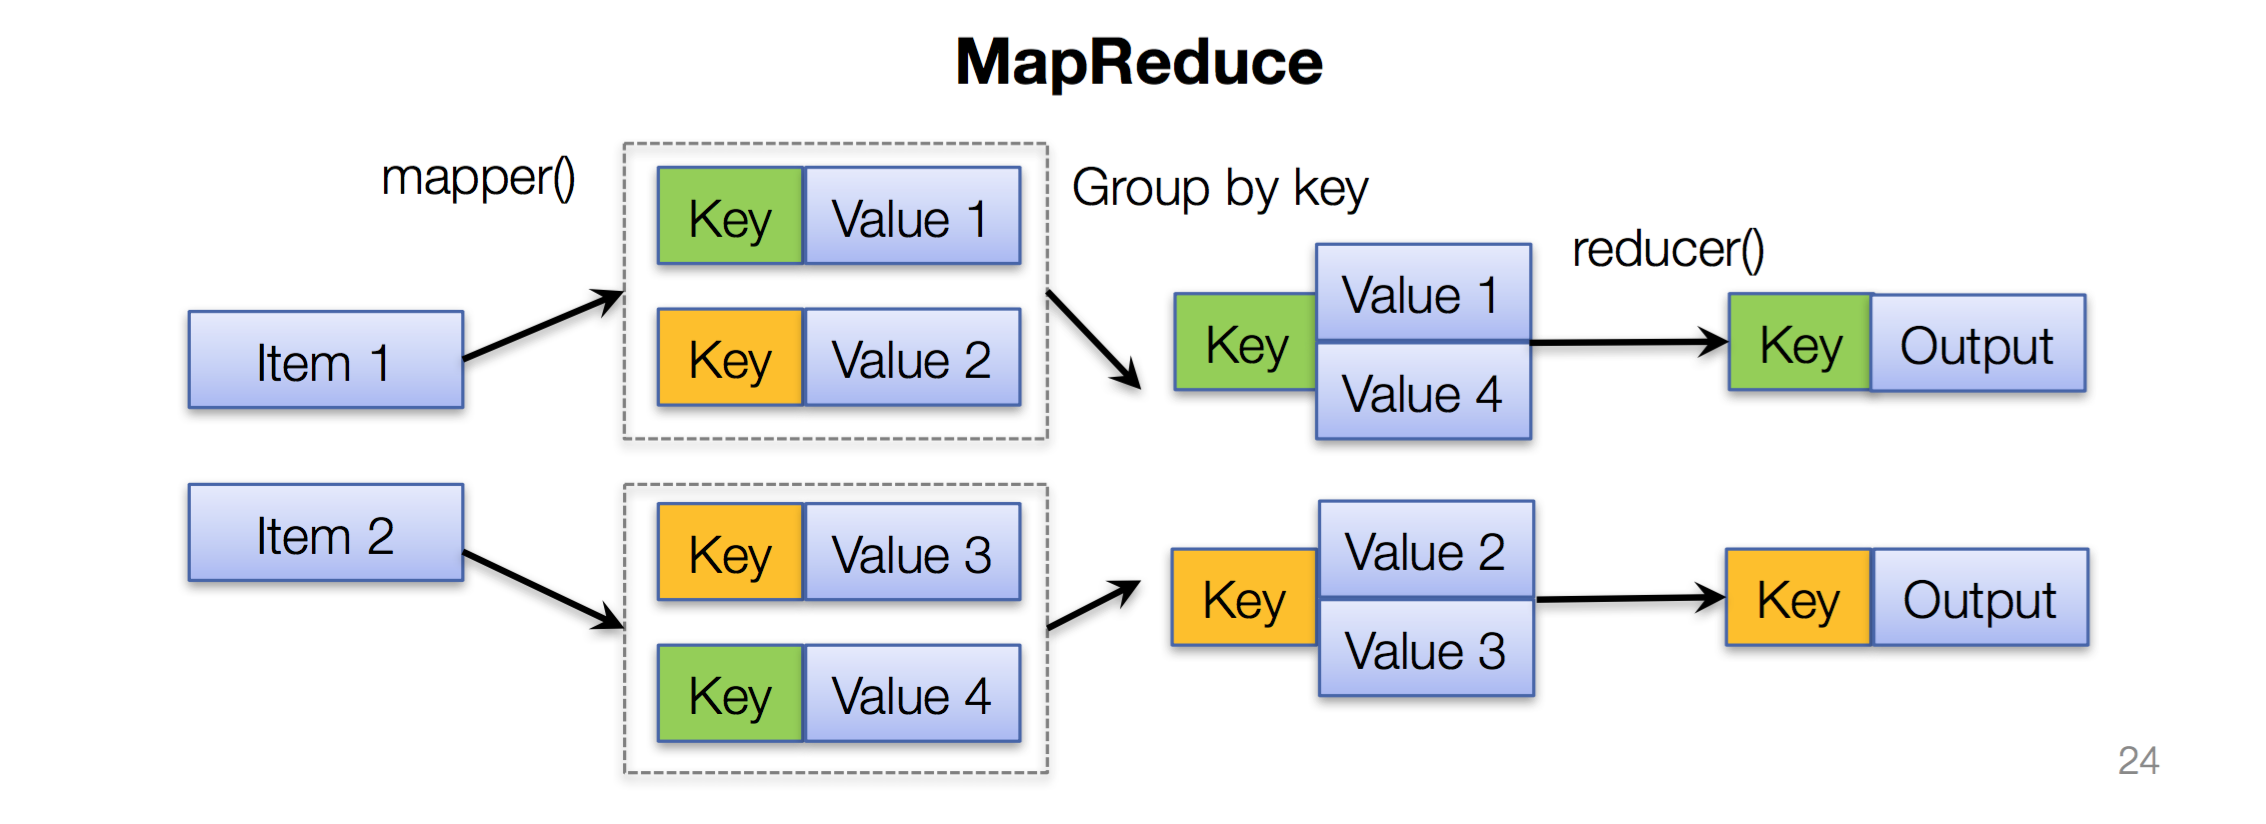 MapReduce
mapper()
Key Value 1
Key Value 2
Group by key
reducer()
Item 1
Key
Value 1
Value 4
Key Output
Item 2
Key Value 3
Key Value 4
Key
Value 2
Value 3
Key Output
24